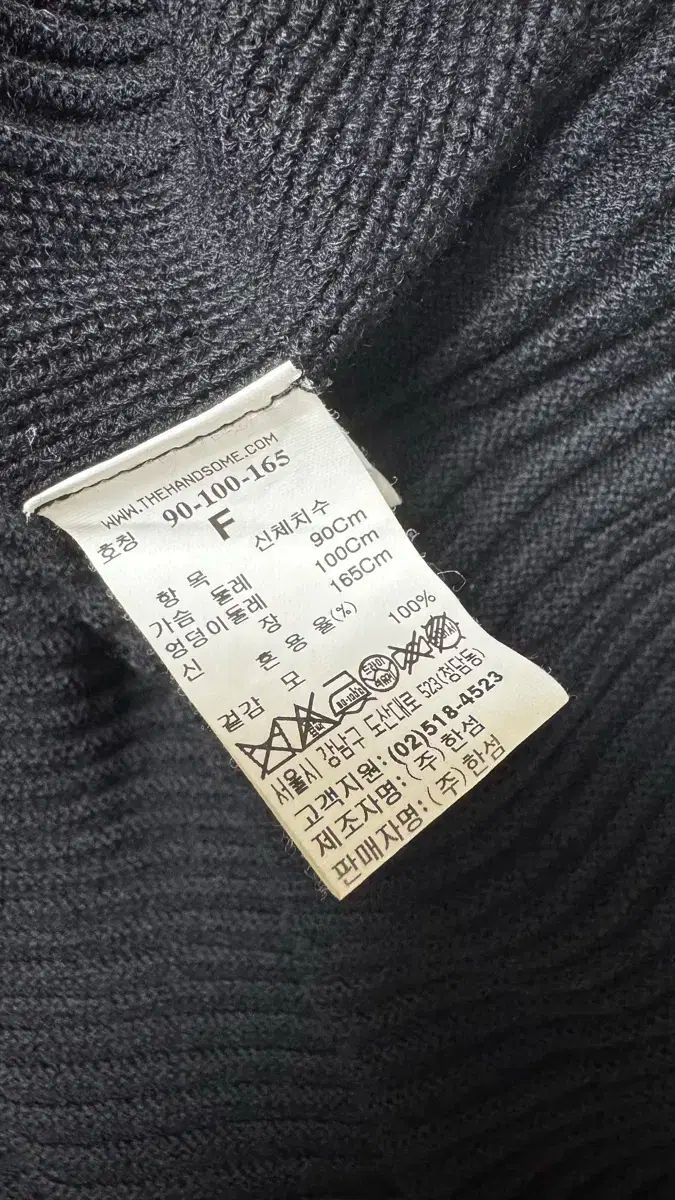 WWW.THEHANDSOME.COM
90-100-165
호칭 F
항 목 신체치수
가슴 둘레 90Cm
엉덩이둘레 100Cm
신 장 165Cm
혼 용 율(%)
겉감 모 100%
서울시 강남구 도산대로 523(청담동)
고객지원: (02)518-4523
제조자명: (주)한섬
판매자명: (주)한섬